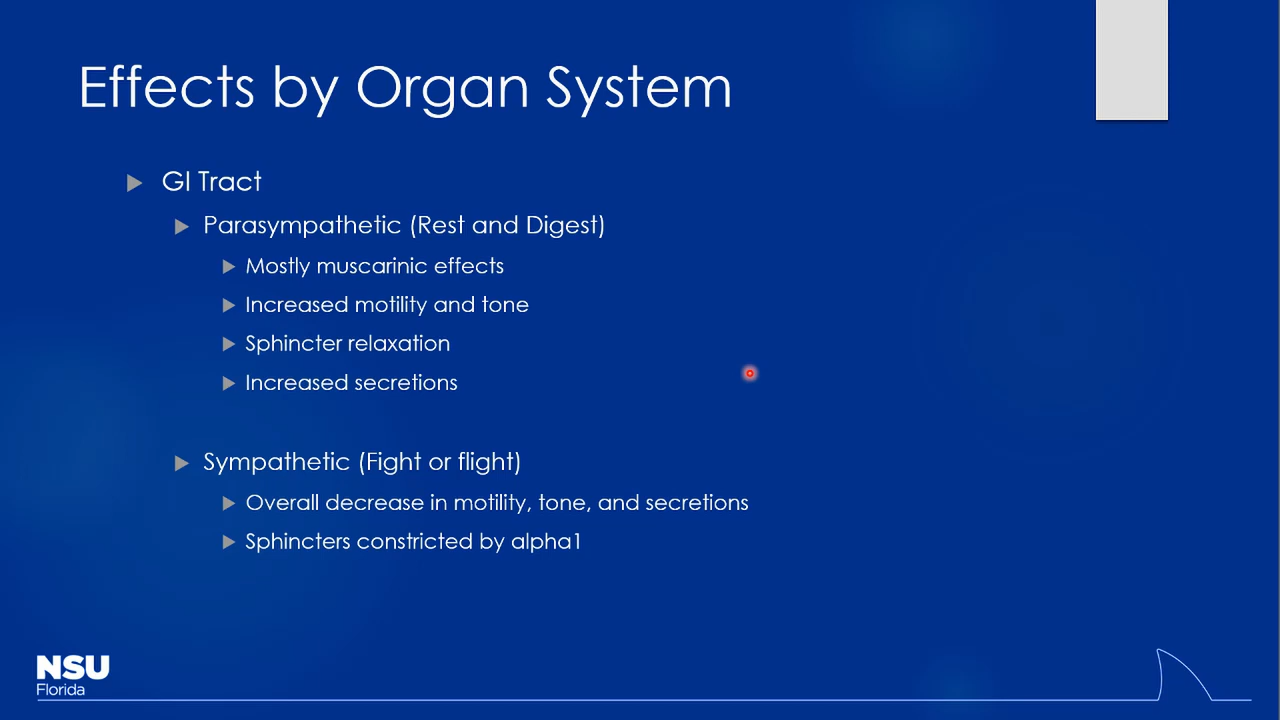 Effects by Organ System
GI Tract
Parasympathetic (Rest and Digest)
Mostly muscarinic effects
Increased motility and tone
Sphincter relaxation
Increased secretions
Sympathetic (Fight or flight)
Overall decrease in motility, tone, and secretions
Sphincters constricted by alpha1
NSU
Florida